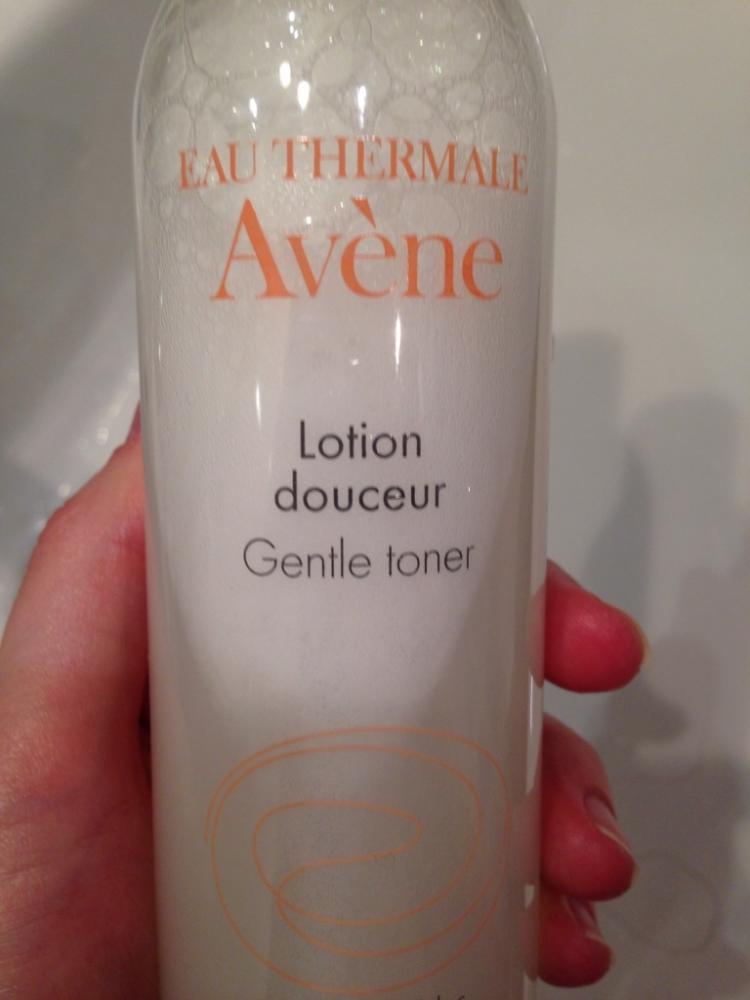 EAU THERMALE
Avène
Lotion
douceur
Gentle toner